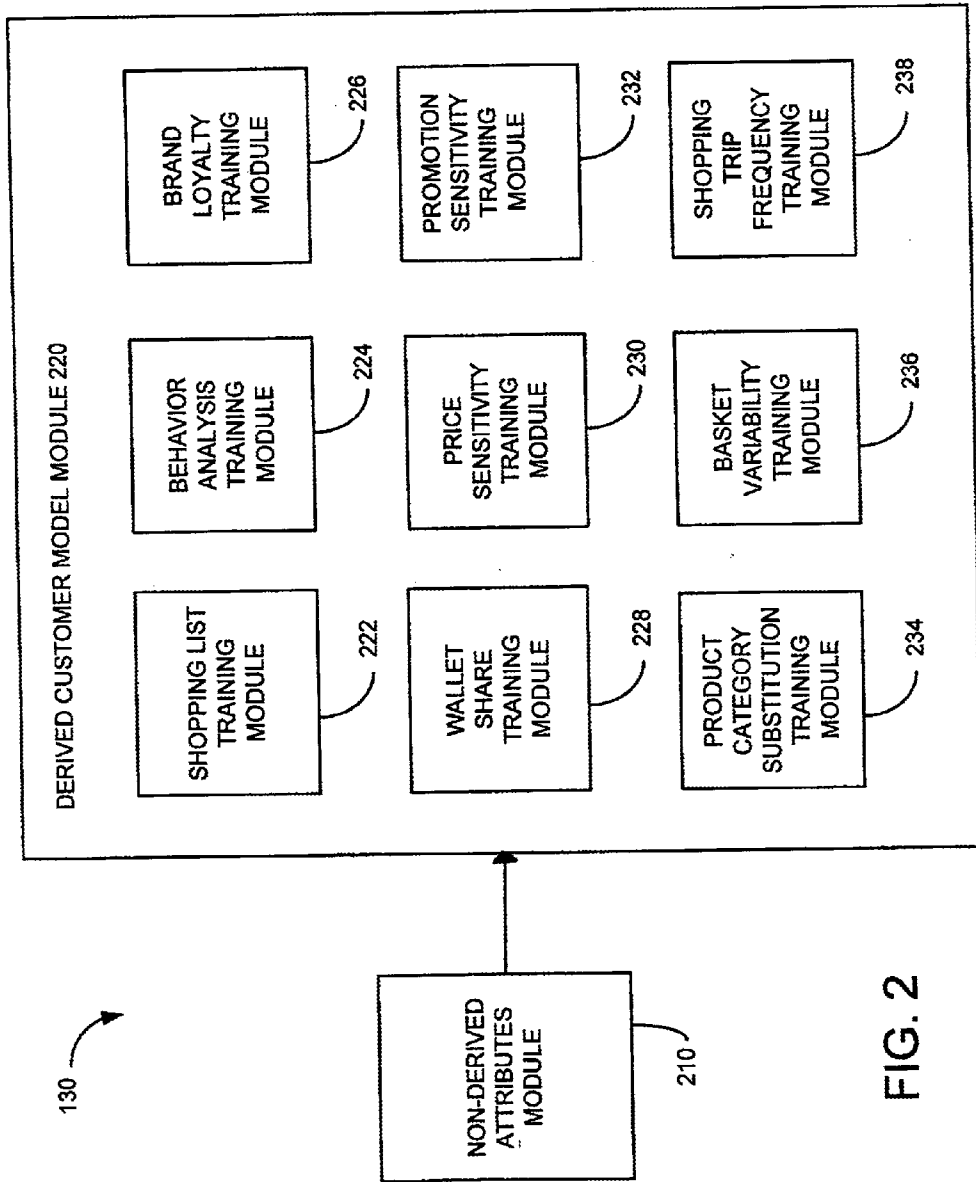 130
NON-DERIVED
ATTRIBUTES
MODULE
210
DERIVED CUSTOMER MODEL MODULE 220
SHOPPING LIST
TRAINING
MODULE
222
BEHAVIOR
ANALYSIS
TRAINING
MODULE
224
BRAND
LOYALTY
TRAINING
MODULE
226
WALLET
SHARE
TRAINING
MODULE
228
PRICE
SENSITIVITY
TRAINING
MODULE
230
PROMOTION
SENSITIVITY
TRAINING
MODULE
232
PRODUCT
CATEGORY
SUBSTITUTION
TRAINING
MODULE
234
BASKET
VARIABILITY
TRAINING
MODULE
236
SHOPPING
TRIP
FREQUENCY
TRAINING
MODULE
238
FIG. 2